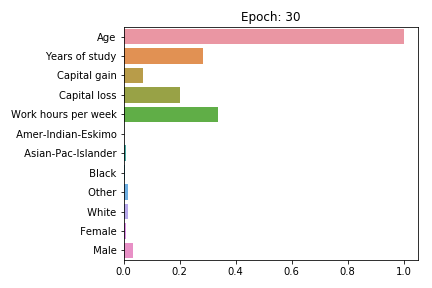 Epoch: 30
Age
Years of study
Capital gain
Capital loss
Work hours per week
Amer-Indian-Eskimo
Asian-Pac-Islander
Black
Other
White
Female
Male
0.0 0.2 0.4 0.6 0.8 1.0